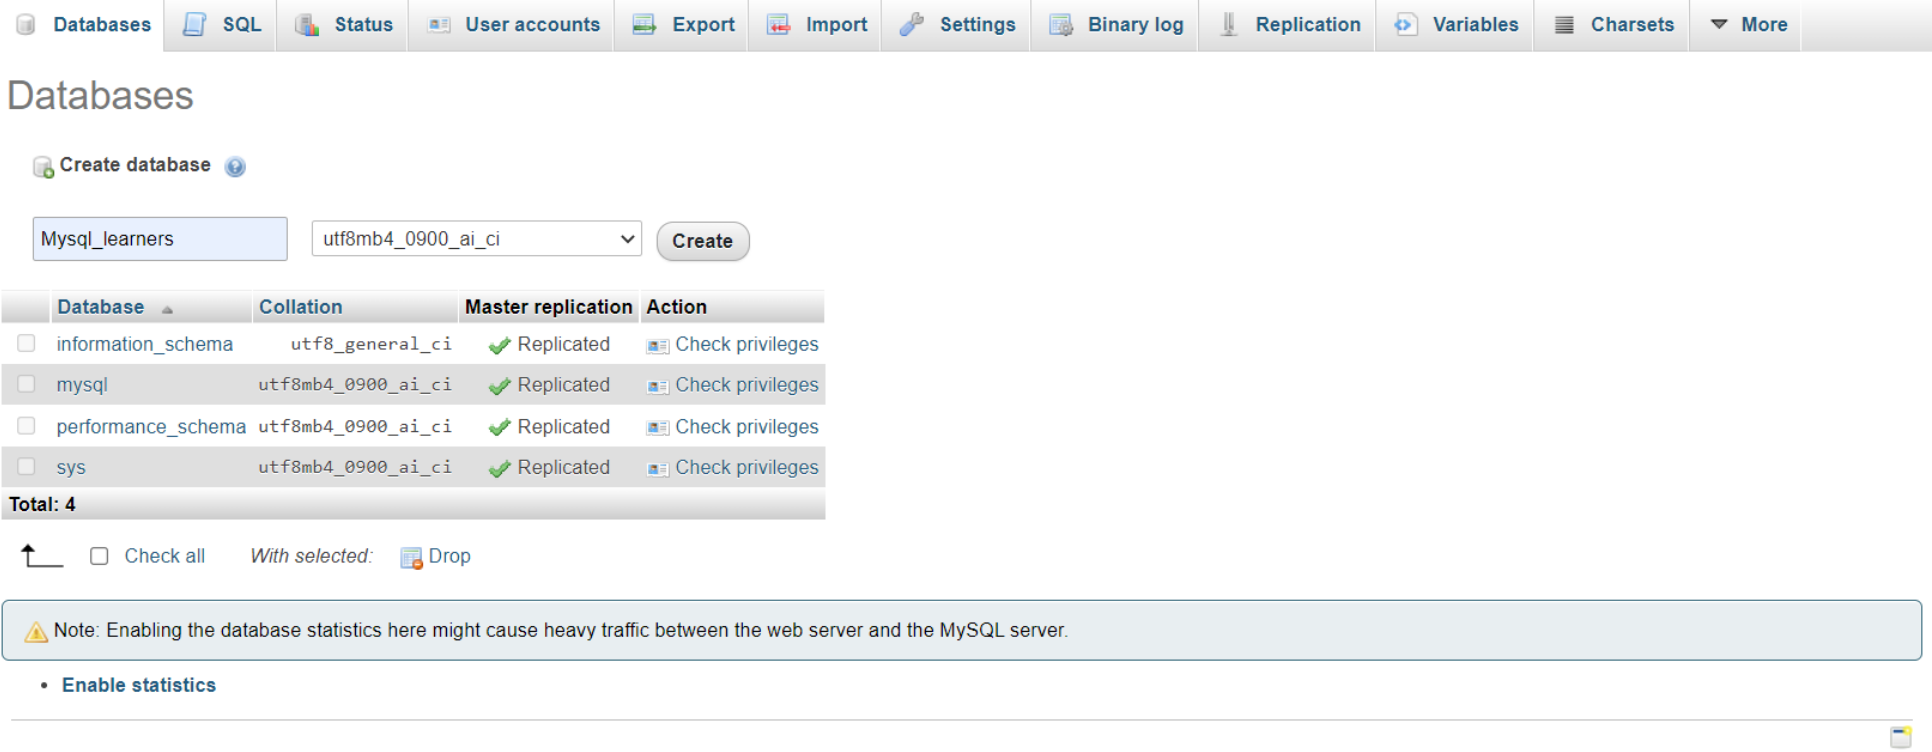 Databases SQL Status User accounts Export Import Settings Binary log Replication Variables Charsets More
Databases
Create database
Mysql_learners utf8mb4_0900_ai_ci Create
Database Collation Master replication Action
information_schema utf8_general_ci Replicated Check privileges
mysql utf8mb4_0900_ai_ci Replicated Check privileges
performance_schema utf8mb4_0900_ai_ci Replicated Check privileges
sys utf8mb4_0900_ai_ci Replicated Check privileges
Total: 4
Check all With selected: Drop
Note: Enabling the database statistics here might cause heavy traffic between the web server and the MySQL server.
• Enable statistics